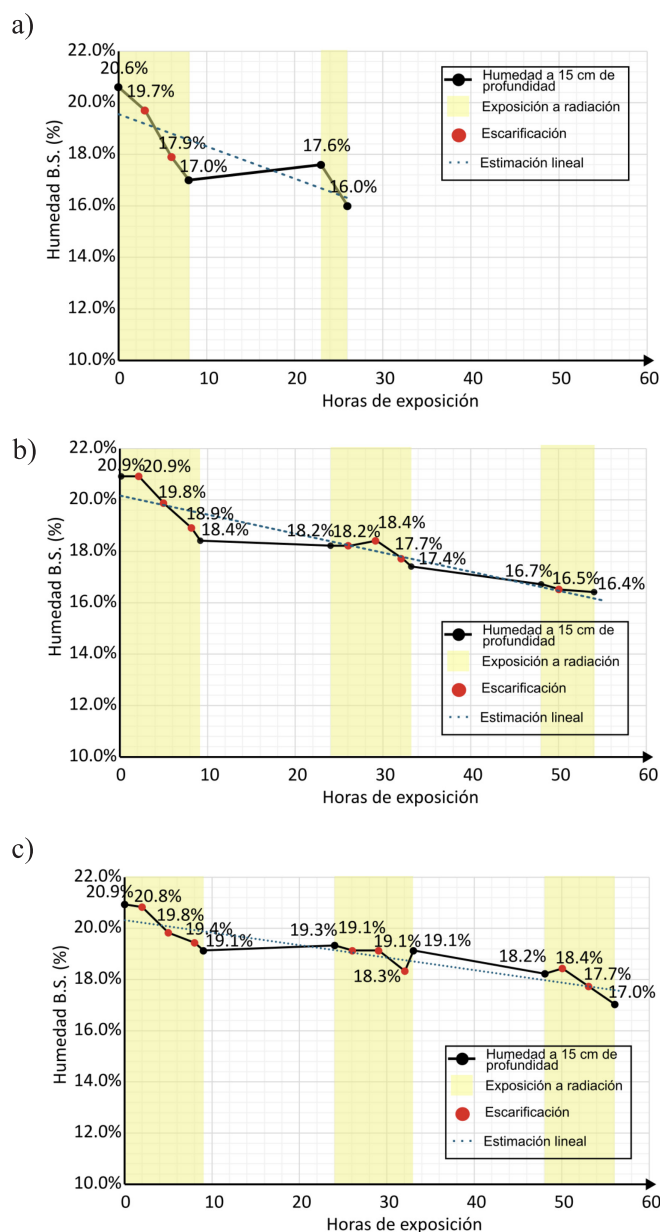 a)
22.0%
20.6%
20.0%
19.7%
18.0%
17.9%
17.0%
17.6%
16.0%
16.0%
14.0%
12.0%
10.0%
Humedad B.S. (%)
Humedad a 15 cm de
profundidad
Exposición a radiación
Escarificación
Estimación lineal
0 10 20 30 40 50 60
Horas de exposición
b)
22.0%
20.9% 20.9%
20.0%
19.8%
18.9%
18.4%
18.2% 18.2%
18.4%
17.7%
17.4%
16.7%
16.5%
16.4%
18.0%
16.0%
14.0%
12.0%
10.0%
Humedad B.S. (%)
Humedad a 15 cm de
profundidad
Exposición a radiación
Escarificación
Estimación lineal
0 10 20 30 40 50 60
Horas de exposición
c)
22.0%
20.9% 20.8%
20.0%
19.8%
19.4%
19.1%
19.3%
19.1%
19.1%
18.3%
19.1%
18.2%
18.4%
17.7%
17.0%
18.0%
16.0%
14.0%
12.0%
10.0%
Humedad B.S. (%)
Humedad a 15 cm de
profundidad
Exposición a radiación
Escarificación
Estimación lineal
0 10 20 30 40 50 60
Horas de exposición